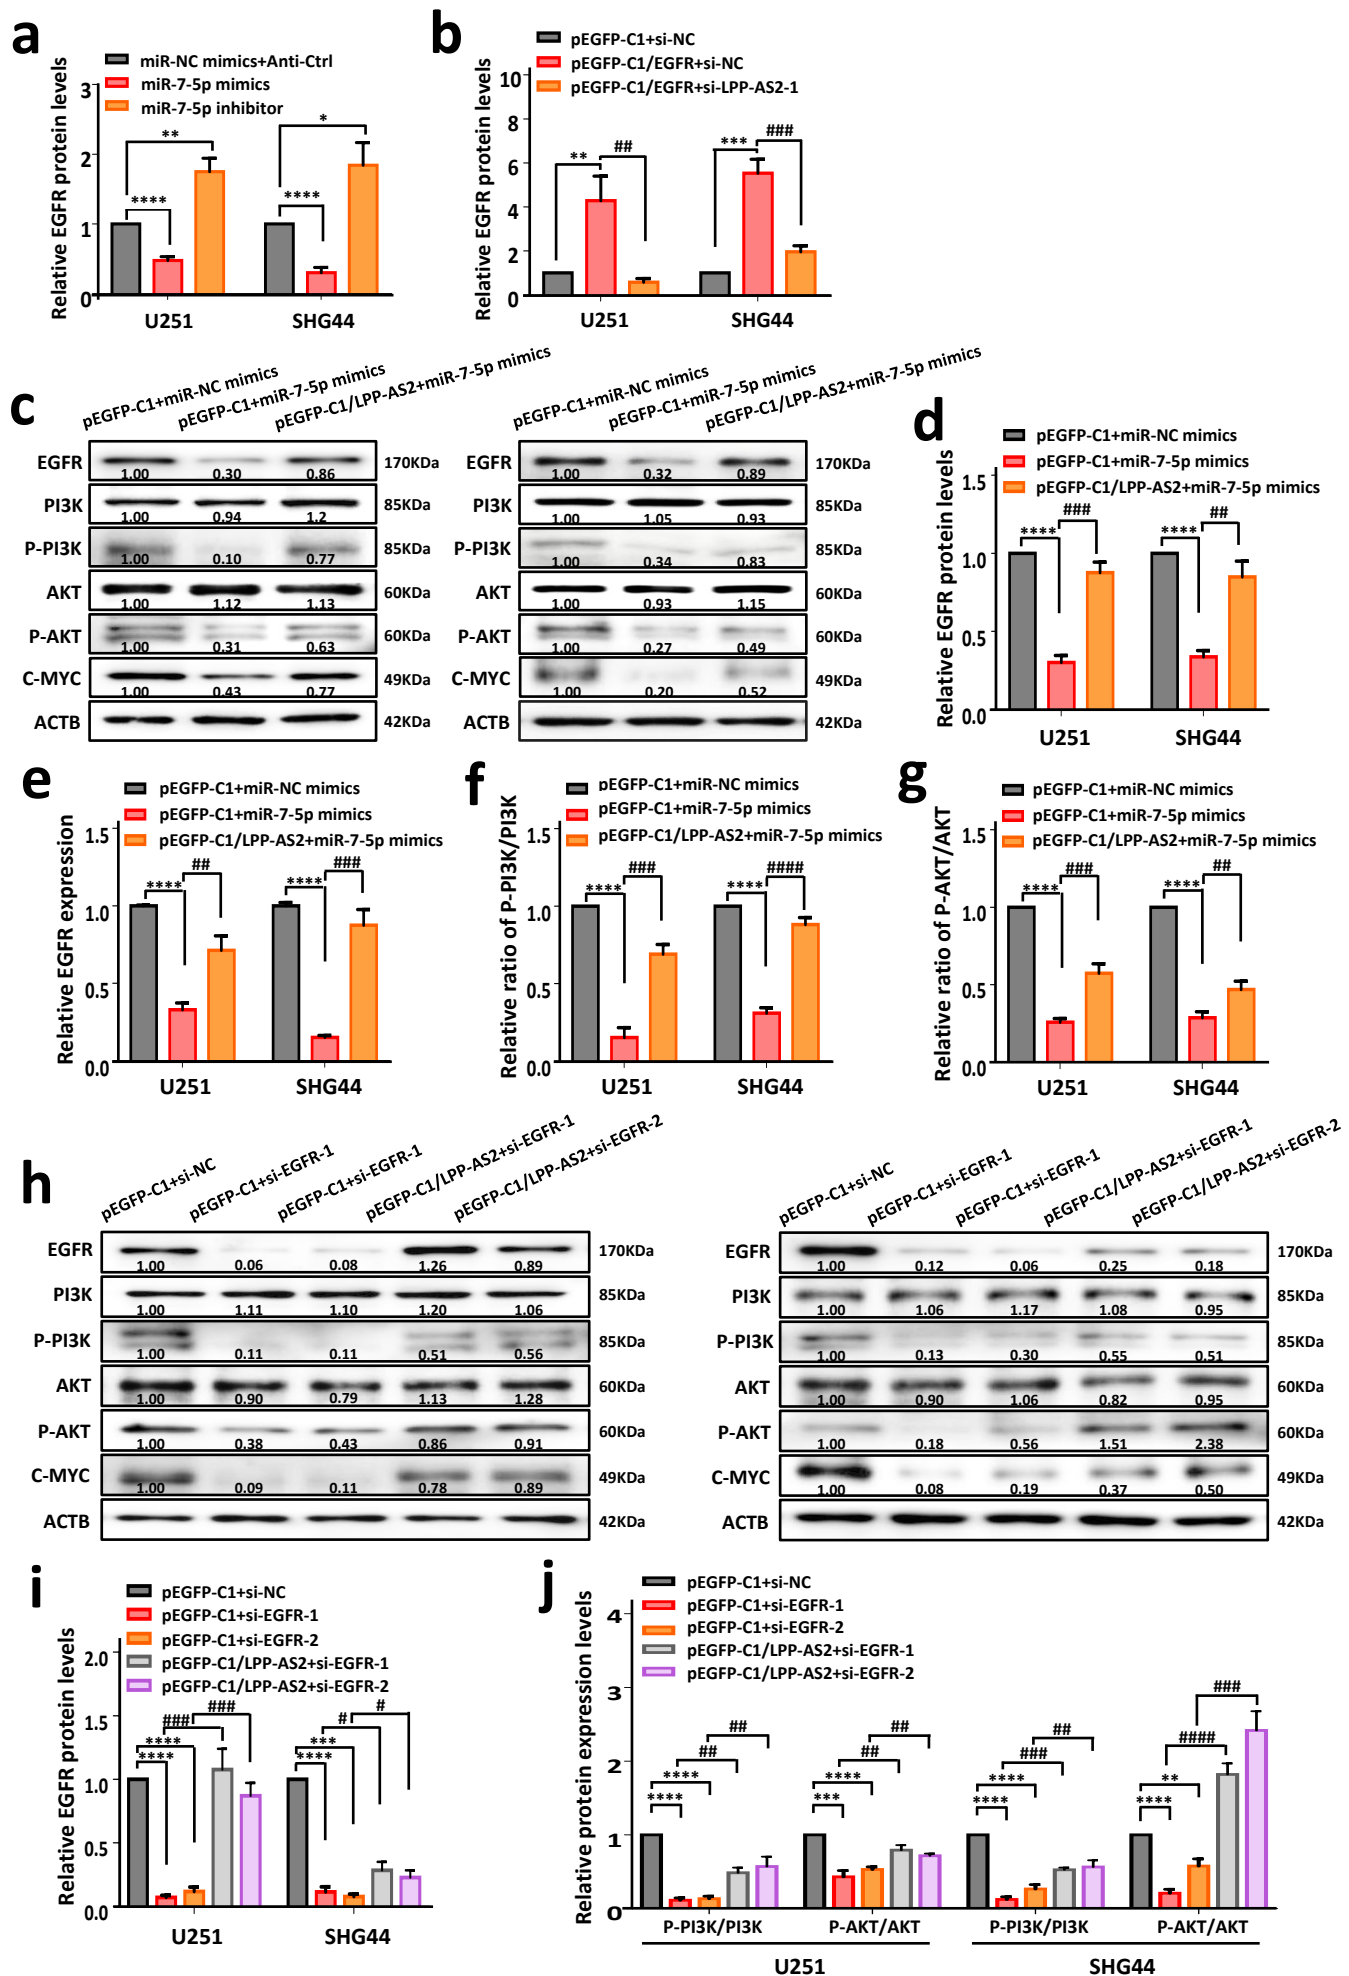 a
miR-NC mimics+Anti-Ctrl
miR-7-5p mimics
miR-7-5p inhibitor
Relative EGFR protein levels
3
2
1
0
**
****
*
****
U251
SHG44
b
pEGFP-C1+si-NC
pEGFP-C1/EGFR+si-NC
pEGFP-C1/EGFR+si-LPP-AS2-1
Relative EGFR protein levels
10
8
6
4
2
0
**
##
***
###
U251
SHG44
c
pEGFP-C1+miR-NC mimics
pEGFP-C1+miR-7-5p mimics
pEGFP-C1/LPP-AS2+miR-7-5p mimics
EGFR
1.00 0.30 0.86
170KDa
PI3K
1.00 0.94 1.2
85KDa
P-PI3K
1.00 0.10 0.77
85KDa
AKT
1.00 1.12 1.13
60KDa
P-AKT
1.00 0.31 0.63
60KDa
C-MYC
1.00 0.43 0.77
49KDa
ACTB
42KDa
pEGFP-C1+miR-NC mimics
pEGFP-C1+miR-7-5p mimics
pEGFP-C1/LPP-AS2+miR-7-5p mimics
EGFR
1.00 0.32 0.89
170KDa
PI3K
1.00 1.05 0.93
85KDa
P-PI3K
1.00 0.34 0.83
85KDa
AKT
1.00 0.93 1.15
60KDa
P-AKT
1.00 0.27 0.49
60KDa
C-MYC
1.00 0.20 0.52
49KDa
ACTB
42KDa
d
pEGFP-C1+miR-NC mimics
pEGFP-C1+miR-7-5p mimics
pEGFP-C1/LPP-AS2+miR-7-5p mimics
Relative EGFR protein levels
1.5
1.0
0.5
0.0
****
###
****
##
U251
SHG44
e
pEGFP-C1+miR-NC mimics
pEGFP-C1+miR-7-5p mimics
pEGFP-C1/LPP-AS2+miR-7-5p mimics
Relative EGFR expression
1.5
1.0
0.5
0.0
****
##
****
###
U251
SHG44
f
pEGFP-C1+miR-NC mimics
pEGFP-C1+miR-7-5p mimics
pEGFP-C1/LPP-AS2+miR-7-5p mimics
Relative ratio of P-PI3K/PI3K
1.5
1.0
0.5
0.0
****
###
****
####
U251
SHG44
g
pEGFP-C1+miR-NC mimics
pEGFP-C1+miR-7-5p mimics
pEGFP-C1/LPP-AS2+miR-7-5p mimics
Relative ratio of P-AKT/AKT
1.5
1.0
0.5
0.0
****
###
****
##
U251
SHG44
h
pEGFP-C1+si-NC
pEGFP-C1+si-EGFR-1
pEGFP-C1+si-EGFR-1
pEGFP-C1/LPP-AS2+si-EGFR-1
pEGFP-C1/LPP-AS2+si-EGFR-2
EGFR
1.00 0.06 0.08 1.26 0.89
170KDa
PI3K
1.00 1.11 1.10 1.20 1.06
85KDa
P-PI3K
1.00 0.11 0.11 0.51 0.56
85KDa
AKT
1.00 0.90 0.79 1.13 1.28
60KDa
P-AKT
1.00 0.38 0.43 0.86 0.91
60KDa
C-MYC
1.00 0.09 0.11 0.78 0.89
49KDa
ACTB
42KDa
pEGFP-C1+si-NC
pEGFP-C1+si-EGFR-1
pEGFP-C1+si-EGFR-1
pEGFP-C1/LPP-AS2+si-EGFR-1
pEGFP-C1/LPP-AS2+si-EGFR-2
EGFR
1.00 0.12 0.06 0.25 0.18
170KDa
PI3K
1.00 1.06 1.17 1.08 0.95
85KDa
P-PI3K
1.00 0.13 0.30 0.55 0.51
85KDa
AKT
1.00 0.90 1.06 0.82 0.95
60KDa
P-AKT
1.00 0.18 0.56 1.51 2.38
60KDa
C-MYC
1.00 0.08 0.19 0.37 0.50
49KDa
ACTB
42KDa
i
pEGFP-C1+si-NC
pEGFP-C1+si-EGFR-1
pEGFP-C1+si-EGFR-2
pEGFP-C1/LPP-AS2+si-EGFR-1
pEGFP-C1/LPP-AS2+si-EGFR-2
Relative EGFR protein levels
2.0
1.5
1.0
0.5
0.0
###
###
****
****
#
#
***
****
U251
SHG44
j
pEGFP-C1+si-NC
pEGFP-C1+si-EGFR-1
pEGFP-C1+si-EGFR-2
pEGFP-C1/LPP-AS2+si-EGFR-1
pEGFP-C1/LPP-AS2+si-EGFR-2
Relative protein expression levels
4
3
2
1
0
##
##
****
****
##
##
****
***
##
###
****
****
###
####
**
****
P-PI3K/PI3K
P-AKT/AKT
P-PI3K/PI3K
P-AKT/AKT
U251
SHG44